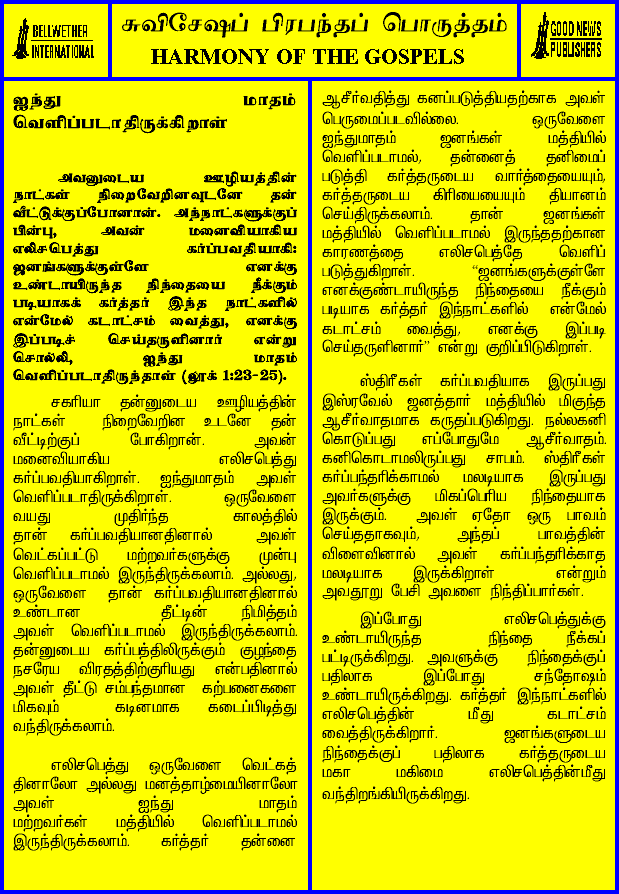 BELLWETHER
INTERNATIONAL
சுவிசேஷப் பிரபந்தப் பொருத்தம்
HARMONY OF THE GOSPELS
GOOD NEWS
PUBLISHERS
ஐந்து மாதம்
வெளிப்படாதிருக்கிறாள்
அவனுடைய ஊழியத்தின்
நாட்கள் நிறைவேறினவுடனே தன்
வீட்டுக்குப்போனான். அந்நாட்களுக்குப்
பின்பு, அவன் மனைவியாகிய
எலிசபெத்து கர்ப்பவதியாகி:
ஜனங்களுக்குள்ளே எனக்கு
உண்டாயிருந்த நிந்தையை நீக்கும்
படியாகக் கர்த்தர் இந்த நாட்களில்
என்மேல் கடாட்சம் வைத்து, எனக்கு
இப்படிச் செய்தருளினார் என்று
சொல்லி, ஐந்து மாதம்
வெளிப்படாதிருந்தாள் (லூக் 1:23-25).
சகரியா தன்னுடைய ஊழியத்தின்
நாட்கள் நிறைவேறின உடனே தன்
வீட்டிற்குப் போகிறான். அவன்
மனைவியாகிய எலிசபெத்து
கர்ப்பவதியாகிறாள். ஐந்துமாதம் அவள்
வெளிப்படாதிருக்கிறாள். ஒருவேளை
வயது முதிர்ந்த காலத்தில்
தான் கர்ப்பவதியானதினால் அவள்
வெட்கப்பட்டு மற்றவர்களுக்கு முன்பு
வெளிப்படாமல் இருந்திருக்கலாம். அல்லது,
ஒருவேளை தான் கர்ப்பவதியானதினால்
உண்டான தீட்டின் நிமித்தம்
அவள் வெளிப்படாமல் இருந்திருக்கலாம்.
தன்னுடைய கர்ப்பத்திலிருக்கும் குழந்தை
நசரேய விரதத்திற்குரியது என்பதினால்
அவள் தீட்டு சம்பந்தமான கற்பனைகளை
மிகவும் கடினமாக கடைப்பிடித்து
வந்திருக்கலாம்.
எலிசபெத்து ஒருவேளை வெட்கத்
தினாலோ அல்லது மனத்தாழ்மையினாலோ
அவள் ஐந்து மாதம்
மற்றவர்கள் மத்தியில் வெளிப்படாமல்
இருந்திருக்கலாம். கர்த்தர் தன்னை
ஆசீர்வதித்து கனப்படுத்தியதற்காக அவள்
பெருமைப்படவில்லை. ஒருவேளை
ஐந்துமாதம் ஜனங்கள் மத்தியில்
வெளிப்படாமல், தன்னைத் தனிமைப்
படுத்தி கர்த்தருடைய வார்த்தையையும்,
கர்த்தருடைய கிரியையையும் தியானம்
செய்திருக்கலாம். தான் ஜனங்கள்
மத்தியில் வெளிப்படாமல் இருந்ததற்கான
காரணத்தை எலிசபெத்தே வெளிப்
படுத்துகிறாள். “ஜனங்களுக்குள்ளே
எனக்குண்டாயிருந்த நிந்தையை நீக்கும்
படியாக கர்த்தர் இந்நாட்களில் என்மேல்
கடாட்சம் வைத்து, எனக்கு இப்படி
செய்தருளினார்” என்று குறிப்பிடுகிறாள்.
ஸ்திரீகள் கர்ப்பவதியாக இருப்பது
இஸ்ரவேல் ஜனத்தார் மத்தியில் மிகுந்த
ஆசீர்வாதமாக கருதப்படுகிறது. நல்லகனி
கொடுப்பது எப்போதுமே ஆசீர்வாதம்.
கனிகொடாமலிருப்பது சாபம். ஸ்திரீகள்
கர்ப்பந்தரிக்காமல் மலடியாக இருப்பது
அவர்களுக்கு மிகப்பெரிய நிந்தையாக
இருக்கும். அவள் ஏதோ ஒரு பாவம்
செய்ததாகவும், அந்தப் பாவத்தின்
விளைவினால் அவள் கர்ப்பந்தரிக்காத
மலடியாக இருக்கிறாள் என்றும்
அவதூறு பேசி அவளை நிந்திப்பார்கள்.
இப்போது எலிசபெத்துக்கு
உண்டாயிருந்த நிந்தை நீக்கப்
பட்டிருக்கிறது. அவளுக்கு நிந்தைக்குப்
பதிலாக இப்போது சந்தோஷம்
உண்டாயிருக்கிறது. கர்த்தர் இந்நாட்களில்
எலிசபெத்தின் மீது கடாட்சம்
வைத்திருக்கிறார். ஜனங்களுடைய
நிந்தைக்குப் பதிலாக கர்த்தருடைய
மகா மகிமை எலிசபெத்தின்மீது
வந்திறங்கியிருக்கிறது.